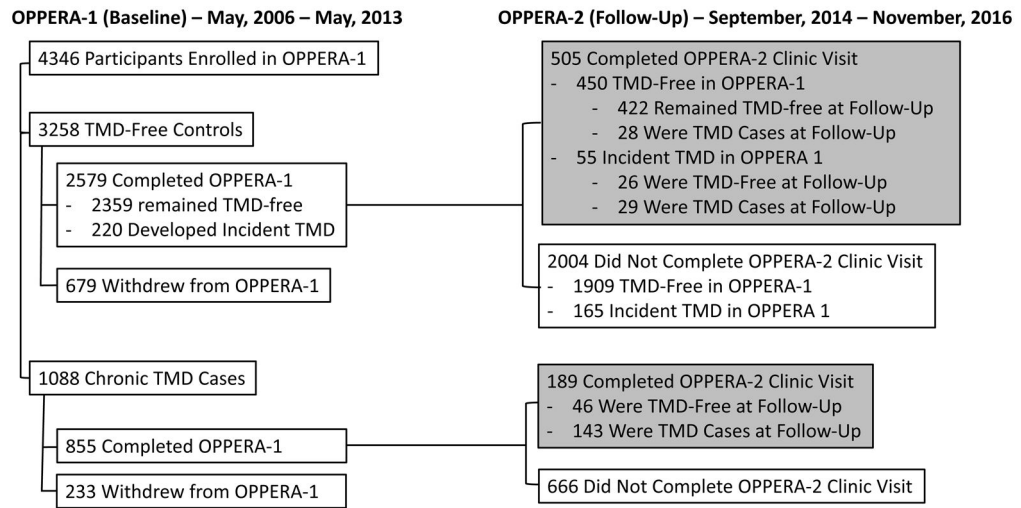 OPPERA-1 (Baseline) – May, 2006 – May, 2013
4346 Participants Enrolled in OPPERA-1
3258 TMD-Free Controls
2579 Completed OPPERA-1
- 2359 remained TMD-free
- 220 Developed Incident TMD
679 Withdrew from OPPERA-1
1088 Chronic TMD Cases
855 Completed OPPERA-1
233 Withdrew from OPPERA-1
OPPERA-2 (Follow-Up) – September, 2014 – November, 2016
505 Completed OPPERA-2 Clinic Visit
- 450 TMD-Free in OPPERA-1
- 422 Remained TMD-free at Follow-Up
- 28 Were TMD Cases at Follow-Up
- 55 Incident TMD in OPPERA 1
- 26 Were TMD-Free at Follow-Up
- 29 Were TMD Cases at Follow-Up
2004 Did Not Complete OPPERA-2 Clinic Visit
- 1909 TMD-Free in OPPERA-1
- 165 Incident TMD in OPPERA 1
189 Completed OPPERA-2 Clinic Visit
- 46 Were TMD-Free at Follow-Up
- 143 Were TMD Cases at Follow-Up
666 Did Not Complete OPPERA-2 Clinic Visit